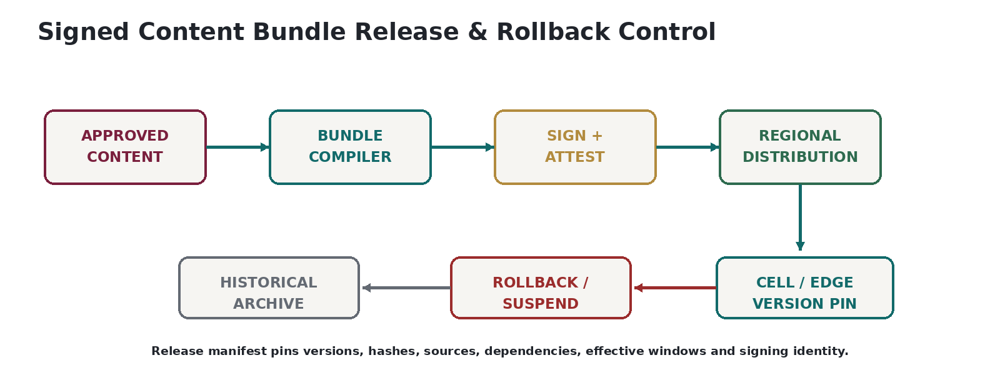 Signed Content Bundle Release & Rollback Control
APPROVED
CONTENT
BUNDLE
COMPILER
SIGN +
ATTEST
REGIONAL
DISTRIBUTION
HISTORICAL
ARCHIVE
ROLLBACK /
SUSPEND
CELL / EDGE
VERSION PIN
Release manifest pins versions, hashes, sources, dependencies, effective windows and signing identity.